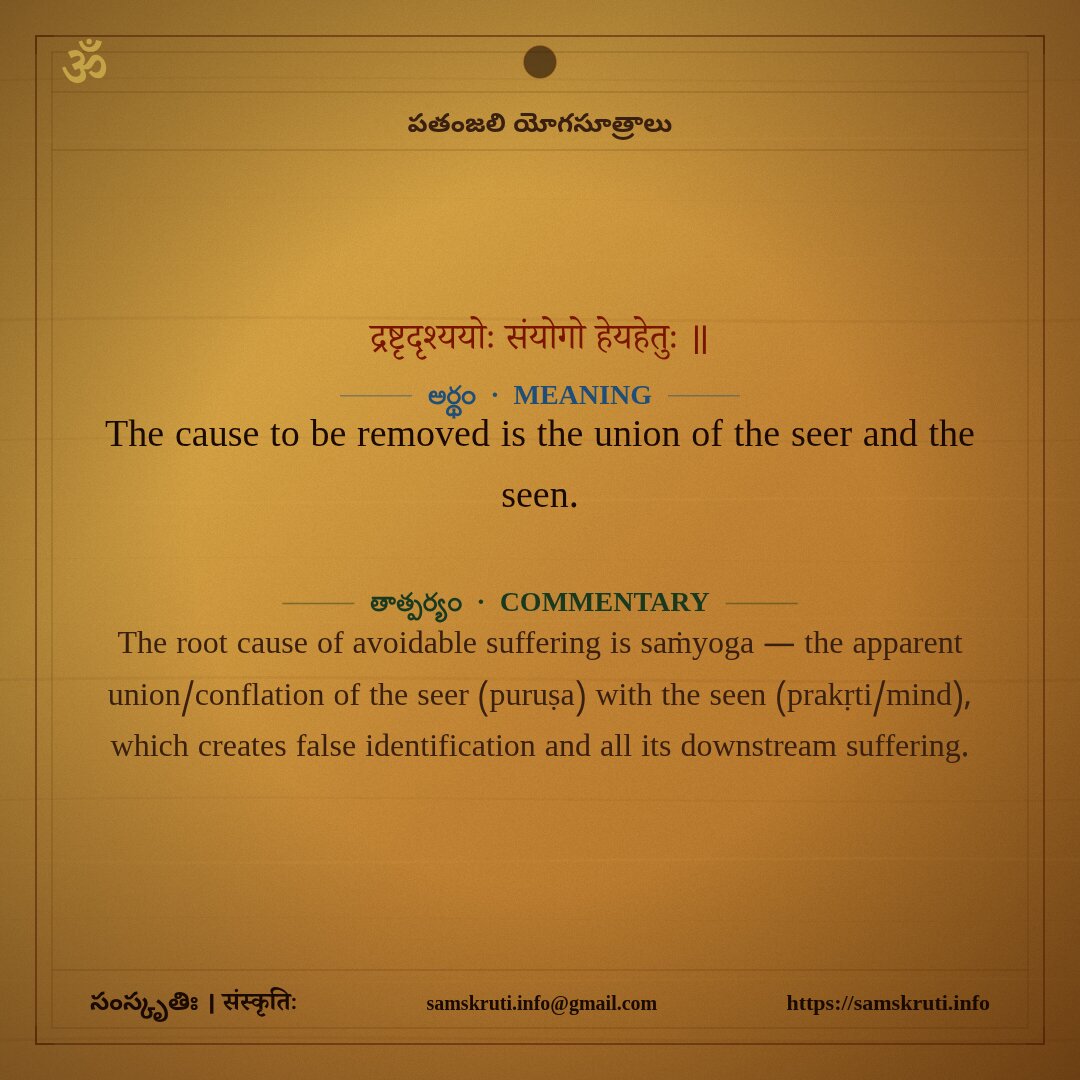 ॐ
పతంజలి యోగసూత్రాలు
द्रष्टृदृश्ययोः संयोगो हेयहेतुः ॥
అర్థం · MEANING
The cause to be removed is the union of the seer and the
seen.
తాత్పర్యం · COMMENTARY
The root cause of avoidable suffering is saṁyoga — the apparent
union/conflation of the seer (puruṣa) with the seen (prakṛti/mind),
which creates false identification and all its downstream suffering.
సంస్కృతిః | संस्कृतिः samskruti.info@gmail.com https://samskruti.info